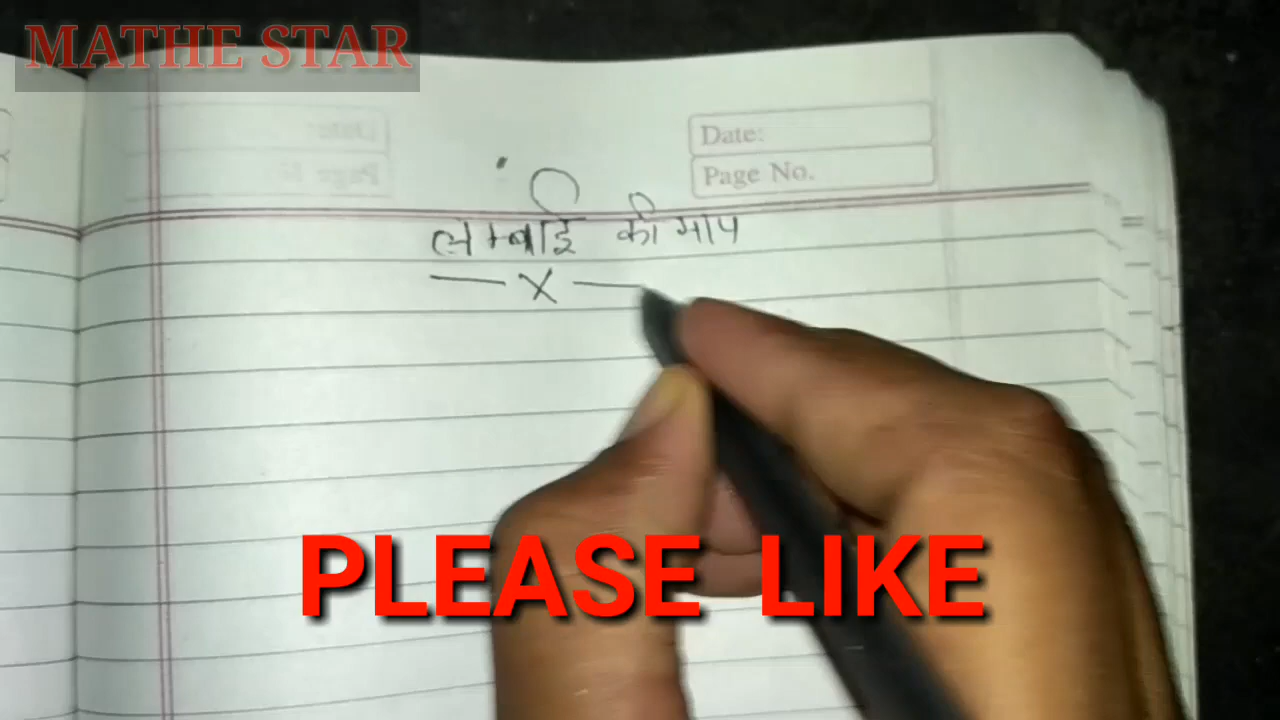 MATHE STAR
Date:
Page No.
लम्बाई की माप
— X —
PLEASE LIKE